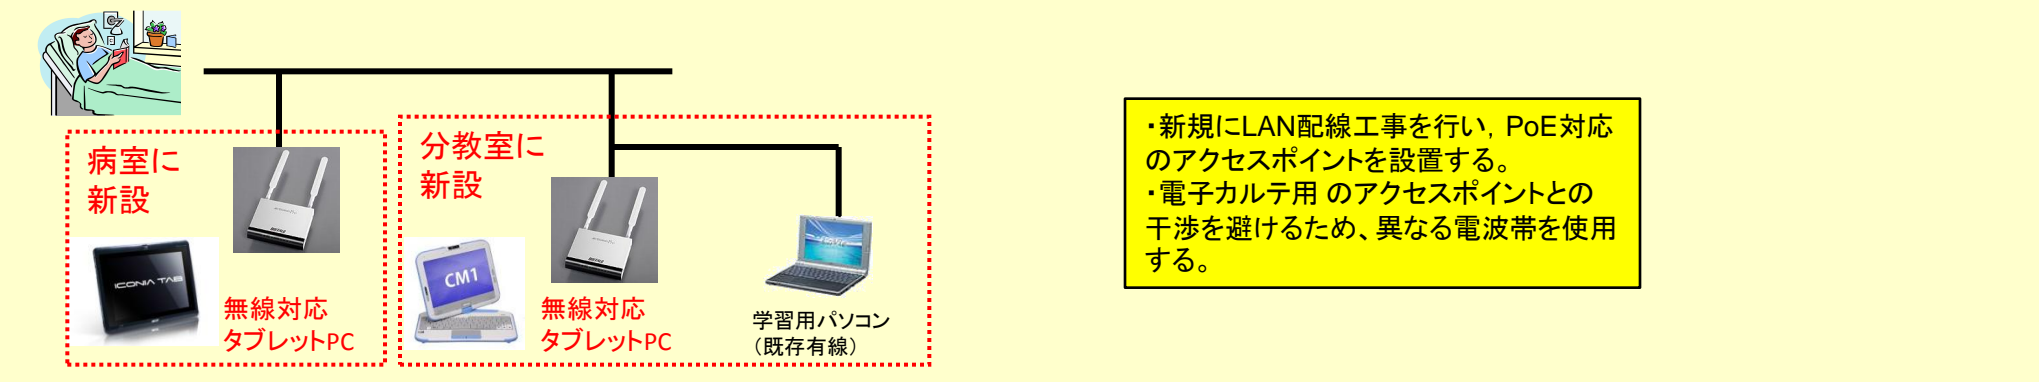 病室に
新設
ICONIA TAB
無線対応
タブレットPC
分教室に
新設
CM1
無線対応
タブレットPC
学習用パソコン
（既存有線）
・新規にLAN配線工事を行い，PoE対応
のアクセスポイントを設置する。
・電子カルテ用 のアクセスポイントとの
干渉を避けるため、異なる電波帯を使用
する。